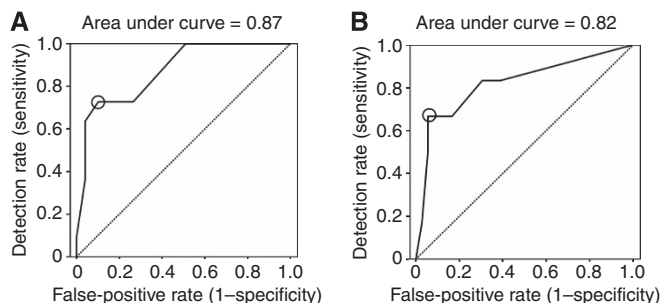 A
Area under curve = 0.87
Detection rate (sensitivity)
1.0
0.8
0.6
0.4
0.2
0
0 0.2 0.4 0.6 0.8 1.0
False-positive rate (1–specificity)
B
Area under curve = 0.82
Detection rate (sensitivity)
1.0
0.8
0.6
0.4
0.2
0
0 0.2 0.4 0.6 0.8 1.0
False-positive rate (1–specificity)